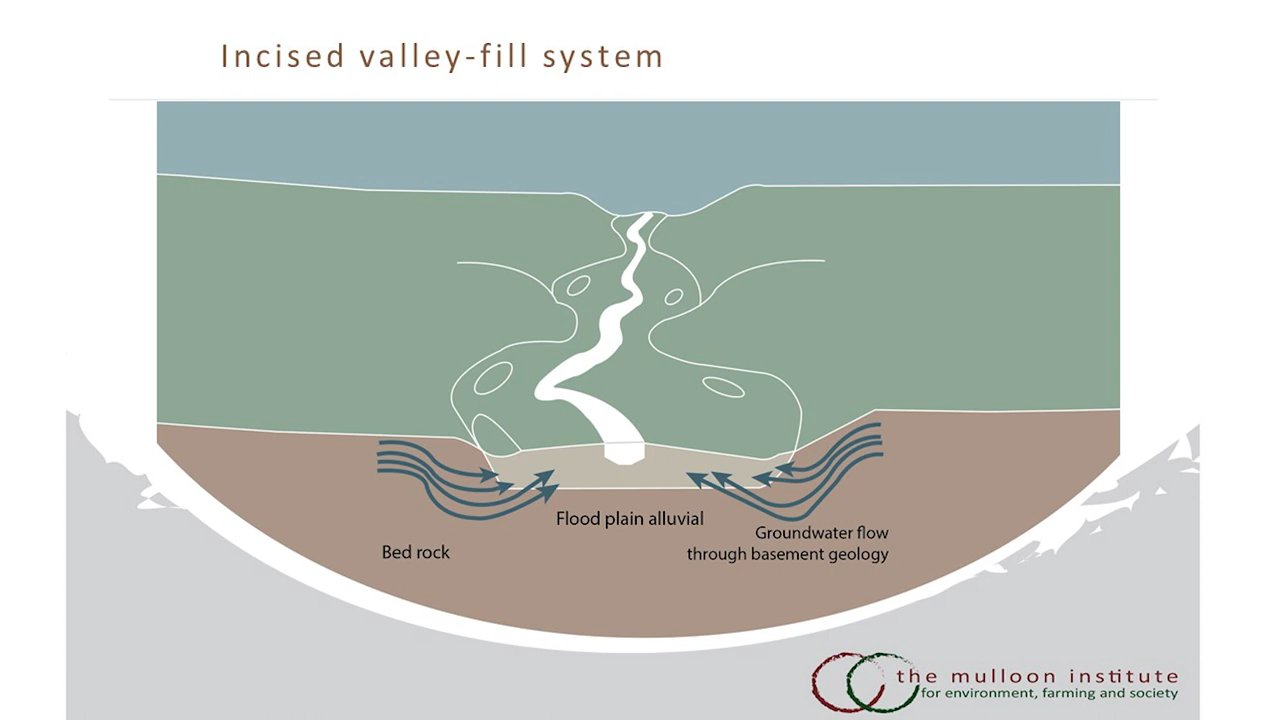 Incised valley-fill system
Flood plain alluvial
Groundwater flow
through basement geology
Bed rock
the mulloon institute
for environment, farming and society